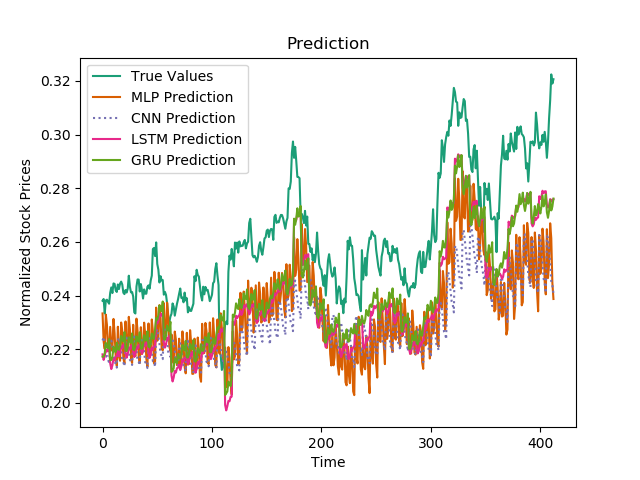 Prediction
True Values
MLP Prediction
CNN Prediction
LSTM Prediction
GRU Prediction
0.32
0.30
0.28
0.26
0.24
0.22
0.20
Normalized Stock Prices
0 100 200 300 400
Time